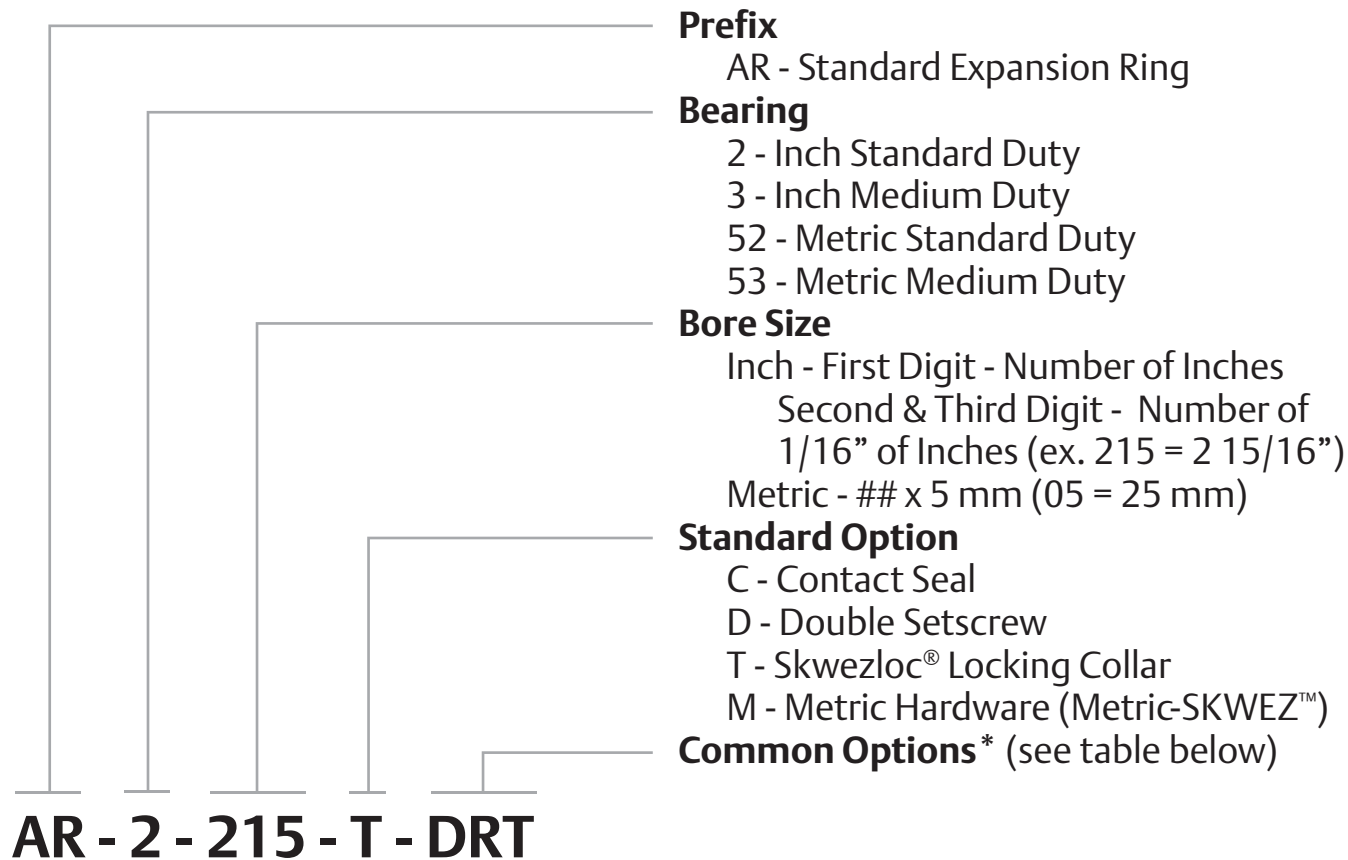 Prefix
AR - Standard Expansion Ring
Bearing
2 - Inch Standard Duty
3 - Inch Medium Duty
52 - Metric Standard Duty
53 - Metric Medium Duty
Bore Size
Inch - First Digit - Number of Inches
Second & Third Digit - Number of
1/16” of Inches (ex. 215 = 2 15/16”)
Metric - ## x 5 mm (05 = 25 mm)
Standard Option
C - Contact Seal
D - Double Setscrew
T - Skwezloc® Locking Collar
M - Metric Hardware (Metric-SKWEZ™)
Common Options* (see table below)
AR - 2 - 215 - T - DRT